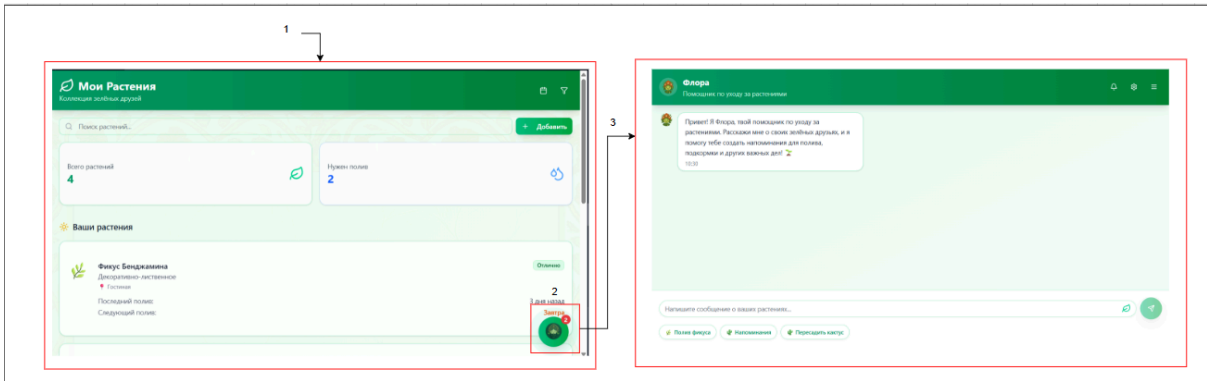 1
Мои Растения
Коллекция зелёных друзей
Поиск растений...
+ Добавить
Всего растений
4
Нужен полив
2
Ваши растения
Фикус Бенджамина
Декоративно-лиственное
Гостиная
Отлично
Последний полив:
3 дня назад
Следующий полив:
Завтра
2
2
3
Флора
Помощник по уходу за растениями
Привет! Я Флора, твой помощник по уходу за
растениями. Расскажи мне о своих зелёных друзьях, и я
помогу тебе создать напоминания для полива,
подкормки и других важных дел!
10:30
Напишите сообщение о ваших растениях...
Полив фикуса
Напоминания
Пересадить кактус